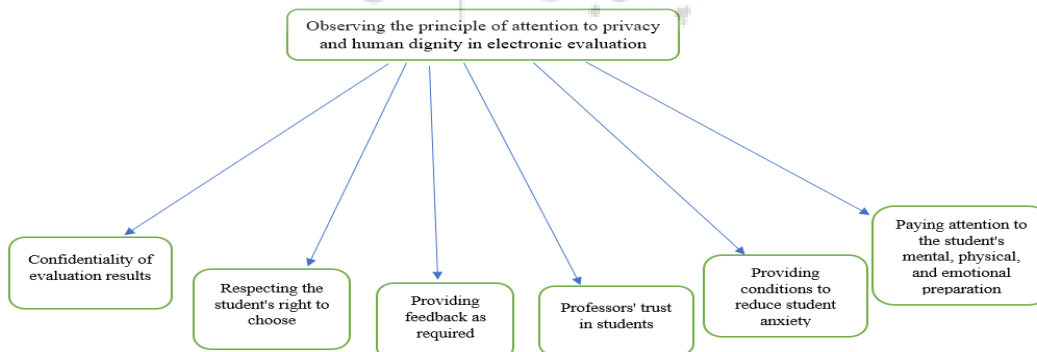 Observing the principle of attention to privacy
and human dignity in electronic evaluation
Confidentiality of
evaluation results
Respecting the
student's right to
choose
Providing
feedback as
required
Professors' trust
in students
Providing
conditions to
reduce student
anxiety
Paying attention to
the student's
mental, physical,
and emotional
preparation